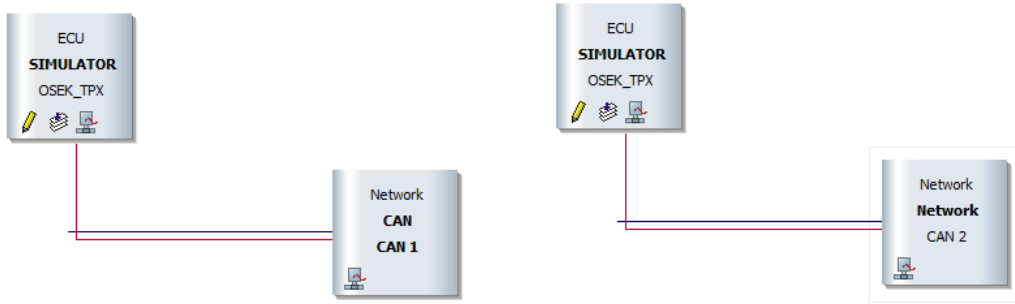 ECU
SIMULATOR
OSEK_TPX
Network
CAN
CAN 1
ECU
SIMULATOR
OSEK_TPX
Network
Network
CAN 2